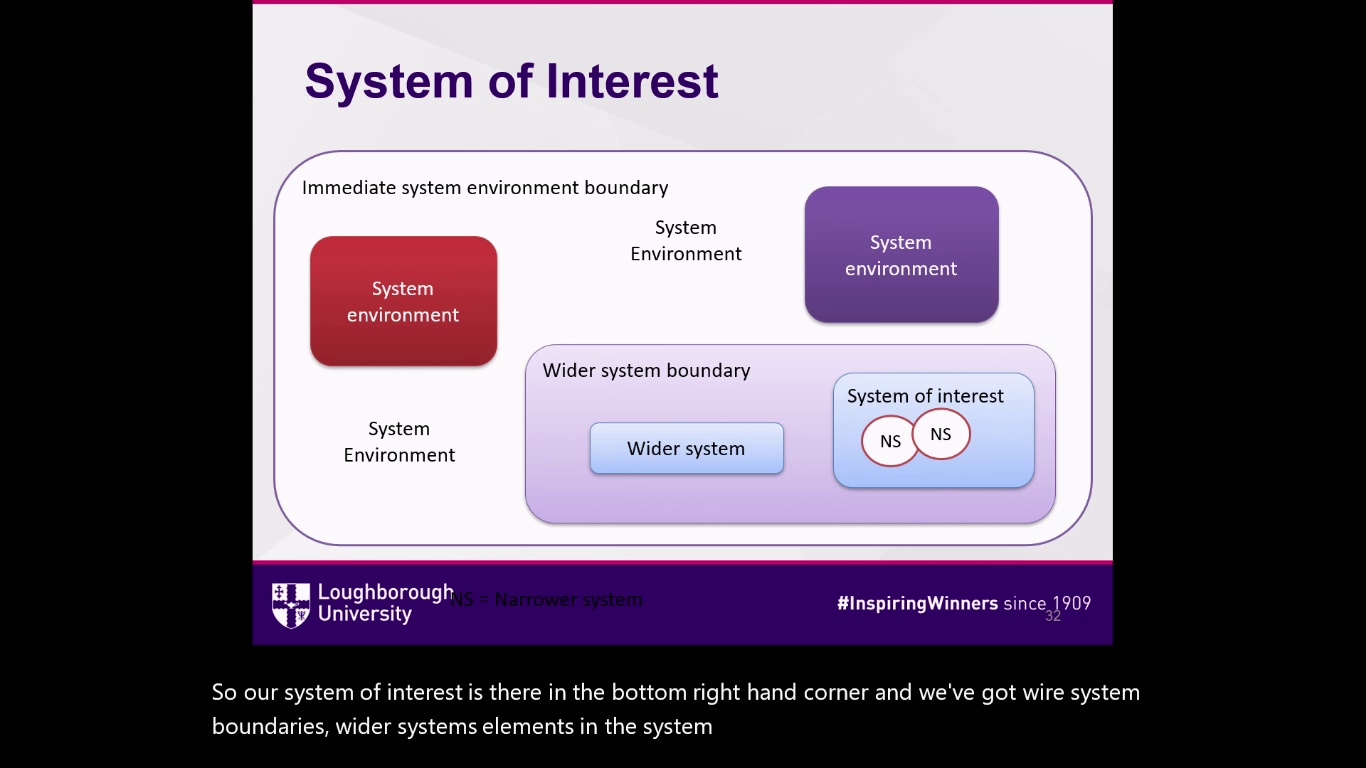 System of Interest
Immediate system environment boundary
System
Environment
System
environment
System
environment
Wider system boundary
System of interest
NS
NS
Wider system
System
Environment
Loughborough
University
NS = Narrower system
#InspiringWinners since 1909
32
So our system of interest is there in the bottom right hand corner and we've got wire system
boundaries, wider systems elements in the system